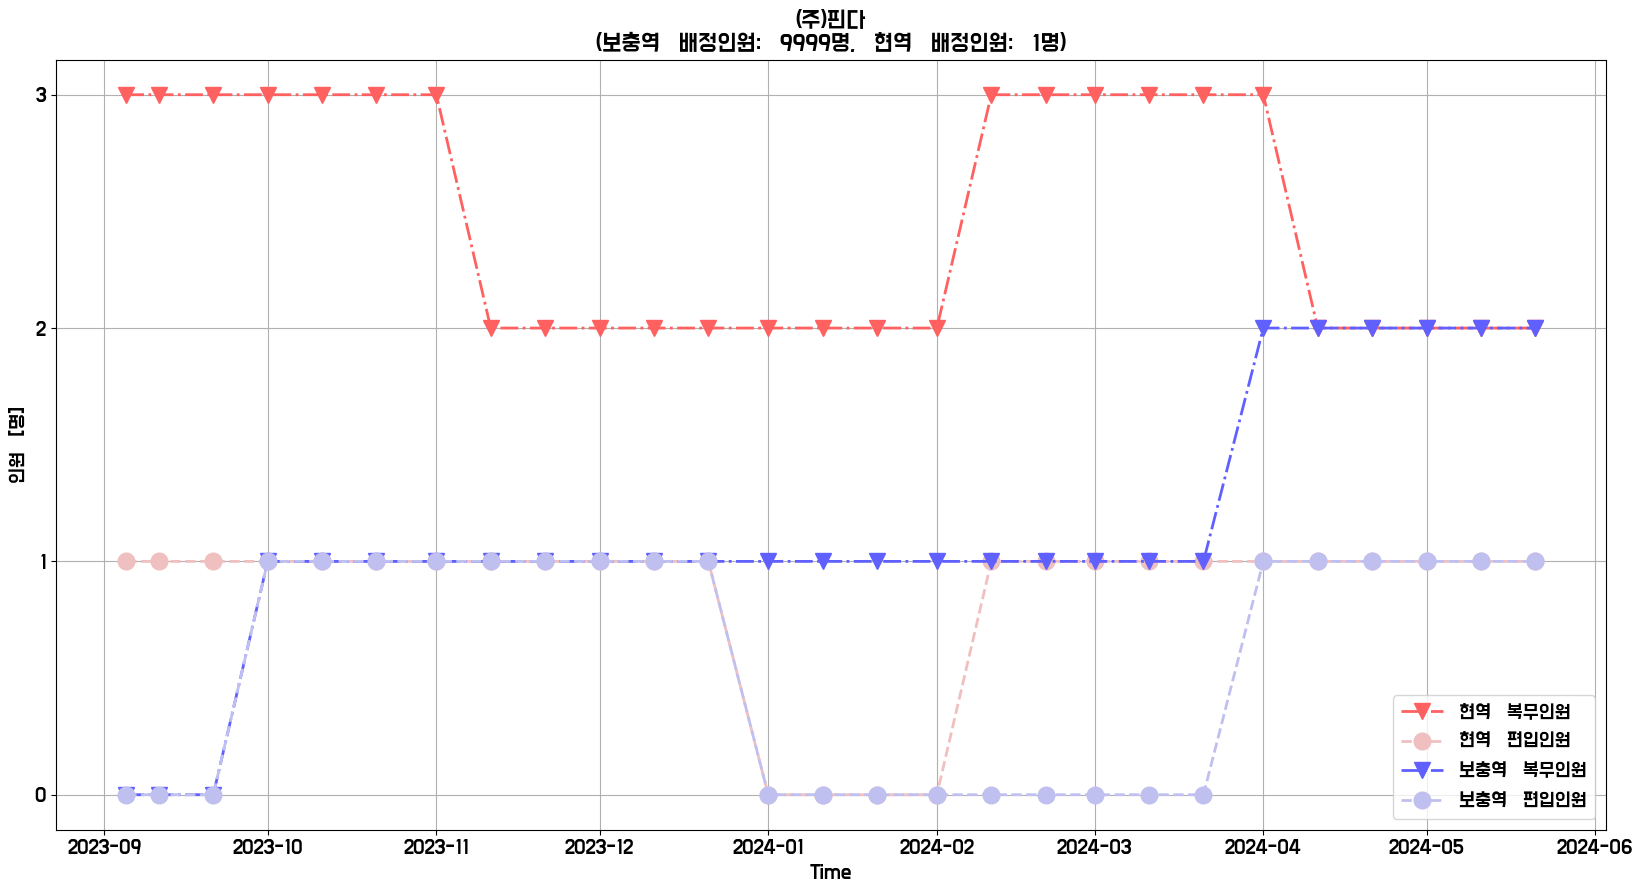 (주)핀다
(보충역 배정인원: 9999명, 현역 배정인원: 1명)
3
2
1
0
인원 [명]
2023-09 2023-10 2023-11 2023-12 2024-01 2024-02 2024-03 2024-04 2024-05 2024-06
Time
현역 복무인원
현역 편입인원
보충역 복무인원
보충역 편입인원